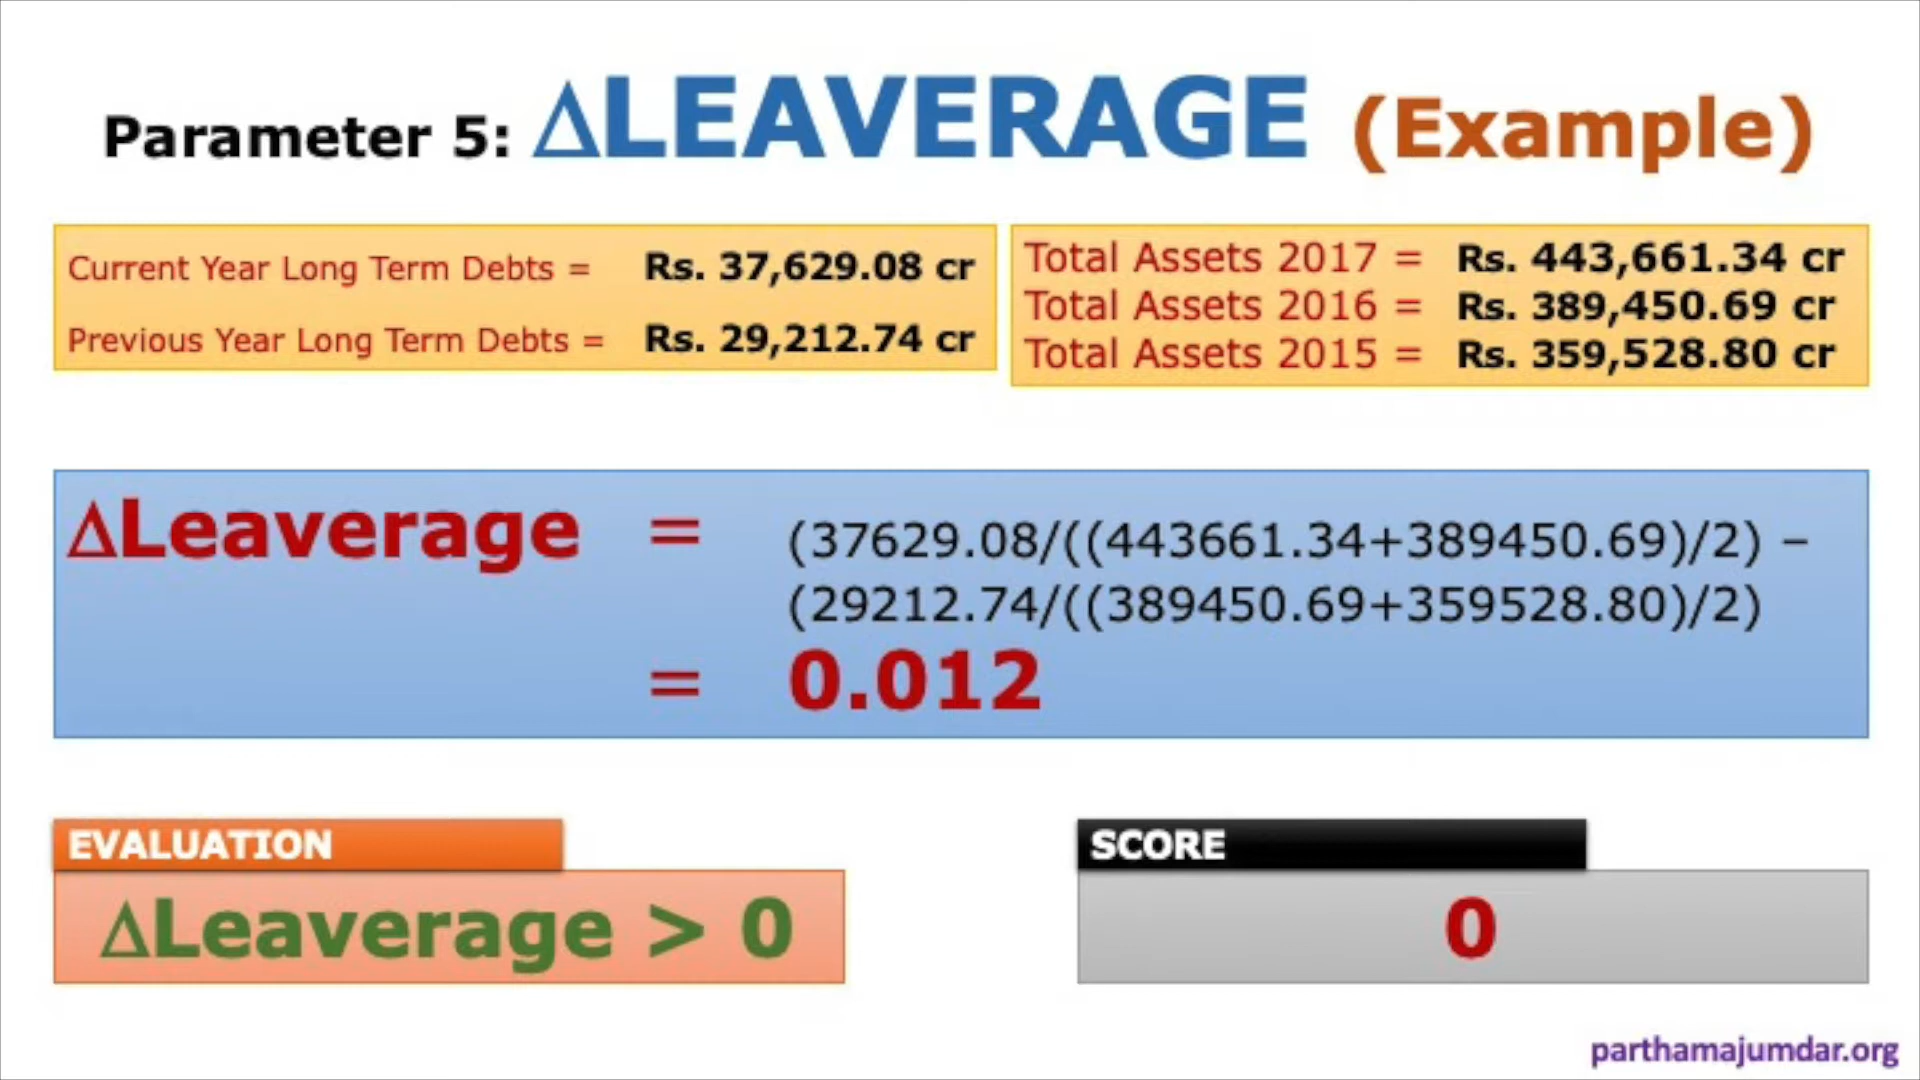 Parameter 5: ΔLEAVERAGE (Example)
Current Year Long Term Debts = Rs. 37,629.08 cr
Previous Year Long Term Debts = Rs. 29,212.74 cr
Total Assets 2017 = Rs. 443,661.34 cr
Total Assets 2016 = Rs. 389,450.69 cr
Total Assets 2015 = Rs. 359,528.80 cr
ΔLeaverage = (37629.08/((443661.34+389450.69)/2) –
(29212.74/((389450.69+359528.80)/2)
= 0.012
EVALUATION
ΔLeaverage > 0
SCORE
0
parthamajumdar.org